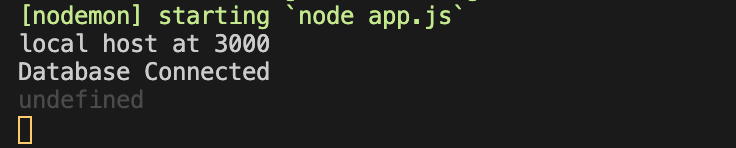 [nodemon] starting `node app.js`
local host at 3000
Database Connected
undefined